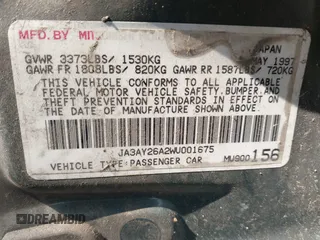 MFD.BY MI
JAPAN
GVWR 3373LBS/ 1530KG
MAY 1997
GAWR FR 1808LBS/ 820KG GAWR RR 1587LBS/ 720KG
THIS VEHICLE CONFORMS TO ALL APPLICABLE
FEDERAL MOTOR VEHICLE SAFETY,BUMPER,AND
THEFT PREVENTION STANDARDS IN EFFECT ON
THE DATE OF MANUFACTURE SHOWN ABOVE.
JA3AY26A2WU001675
VEHICLE TYPE:PASSENGER CAR
MU800156
DREAMBID